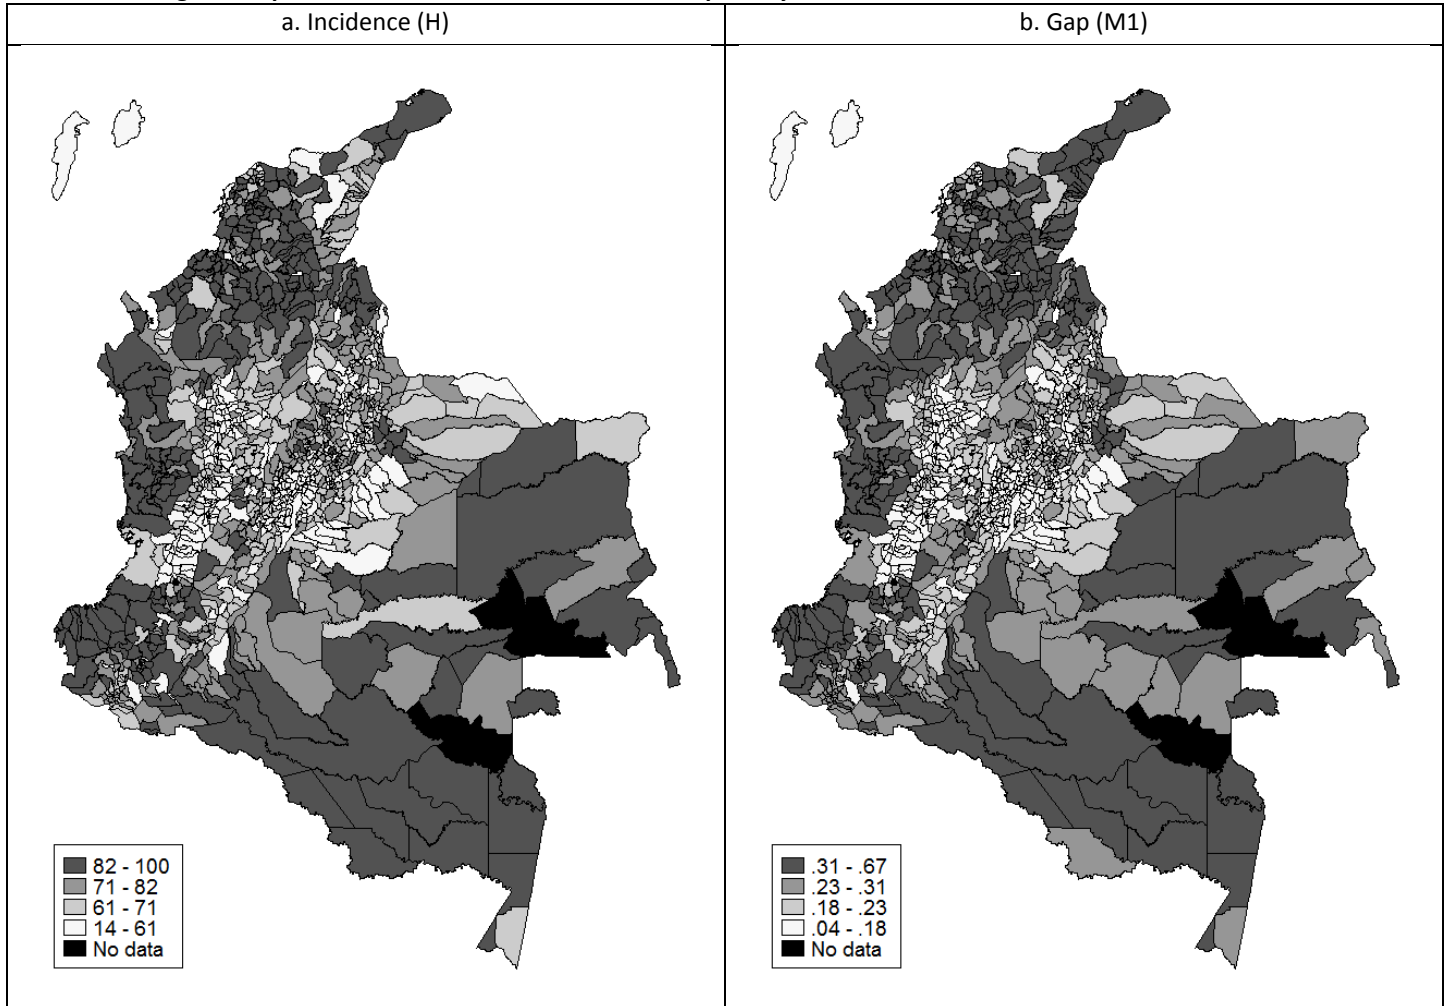 a. Incidence (H)
b. Gap (M1)
82 - 100
71 - 82
61 - 71
14 - 61
No data
.31 - .67
.23 - .31
.18 - .23
.04 - .18
No data